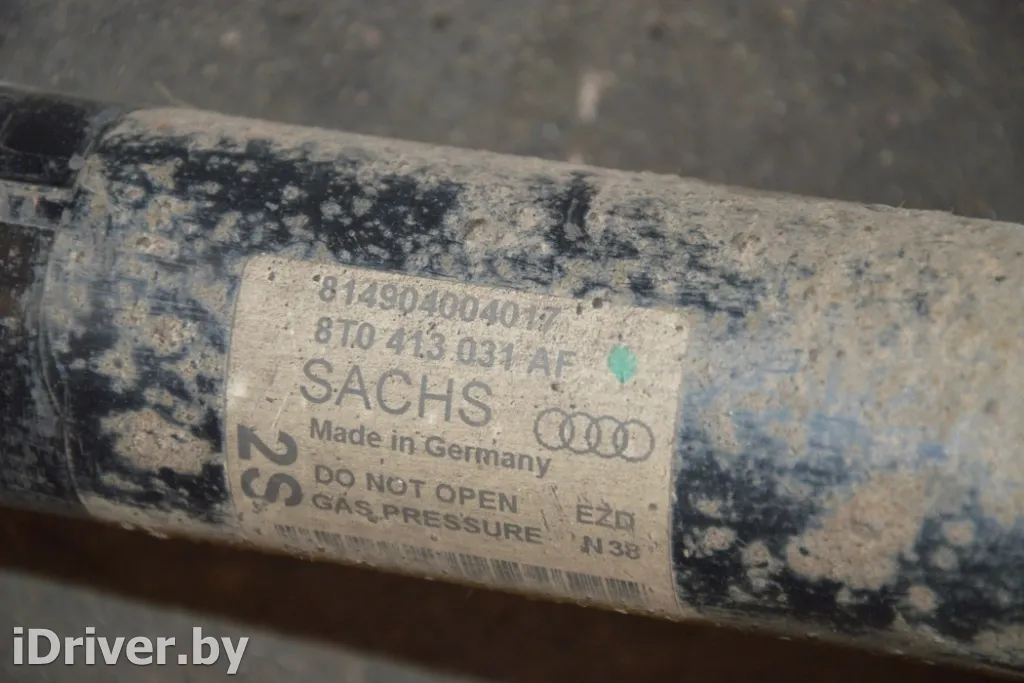 814904004017
8T0 413 031 AF
SACHS
Made in Germany
2S
DO NOT OPEN
GAS PRESSURE
EZD
N 38
iDriver.by